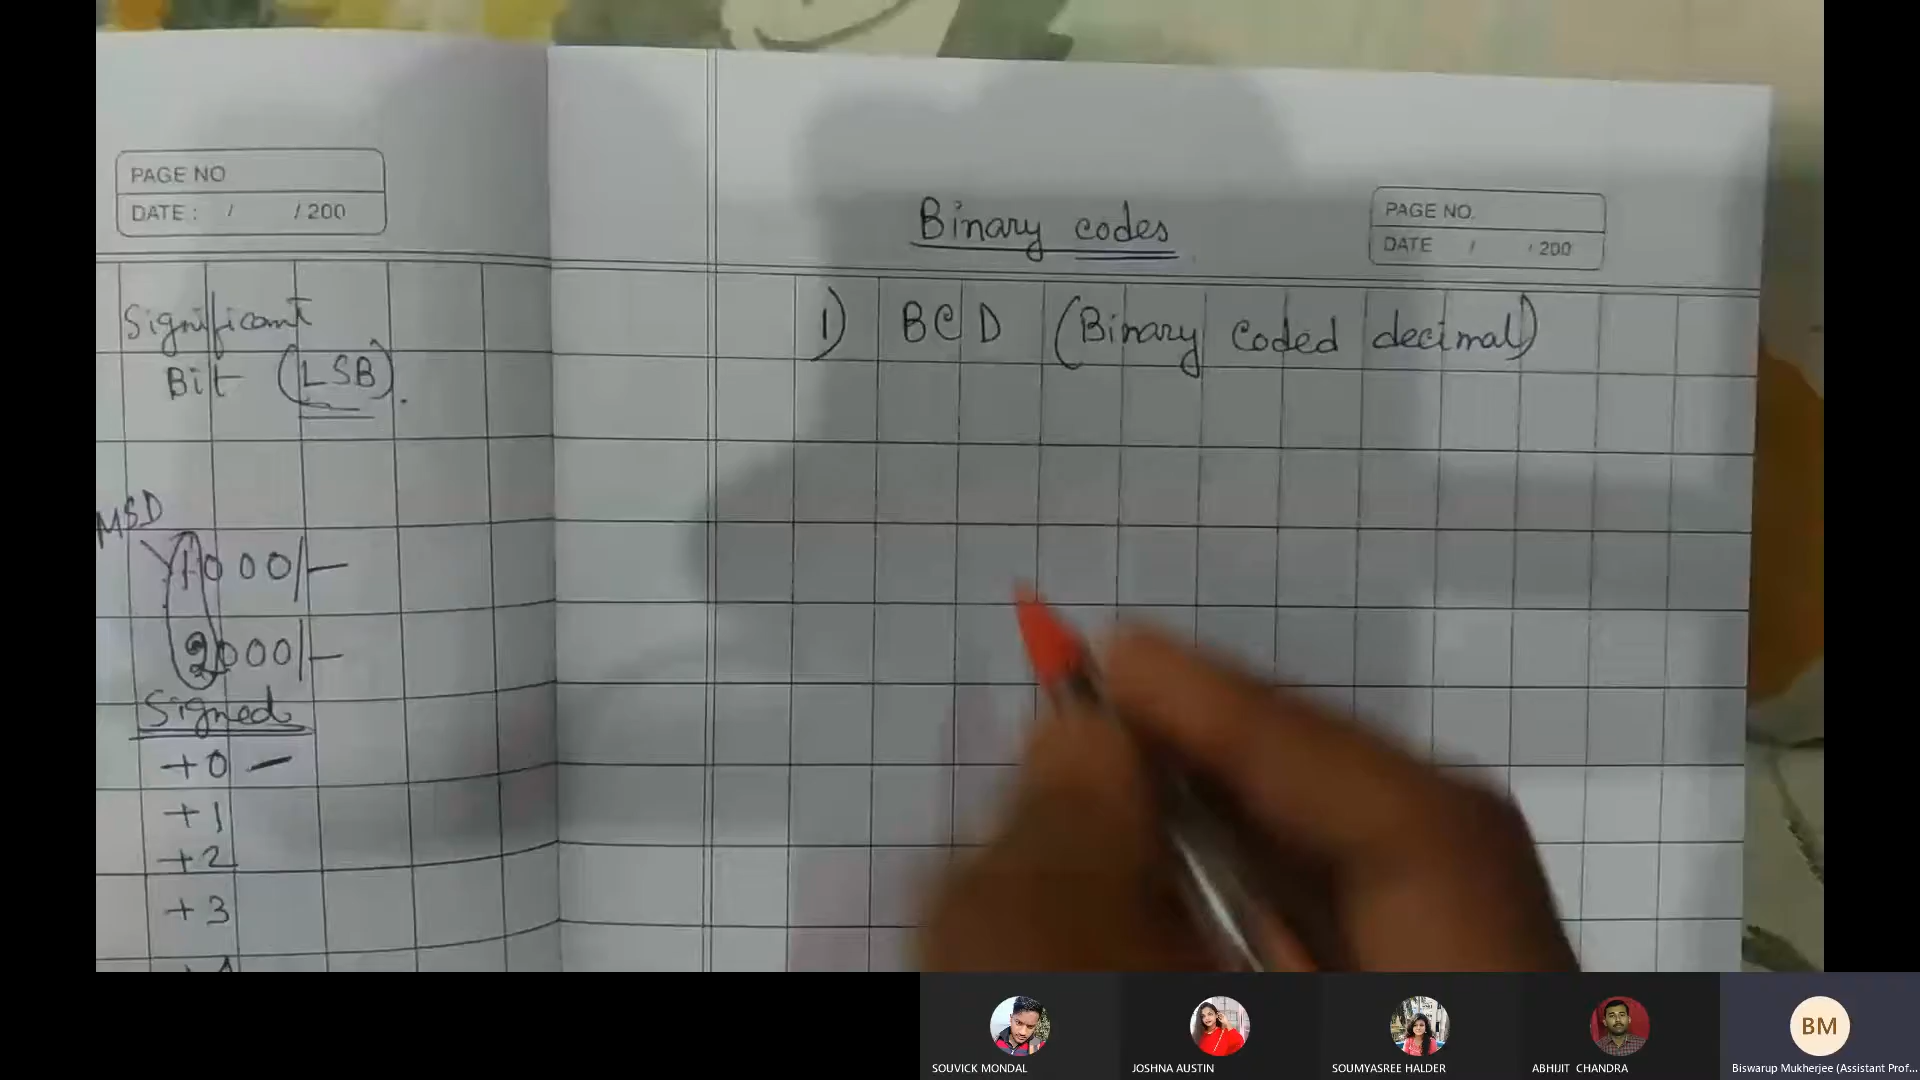 PAGE NO
DATE : / / 200
Significant
Bit (LSB).
MSD
1000/-
2000/-
Signed
+0 -
+1
+2
+3
Binary codes
PAGE NO.
DATE / / 200
1) BCD (Binary Coded decimal)
SOUVICK MONDAL
JOSHNA AUSTIN
SOUMYASREE HALDER
ABHIJIT CHANDRA
BM
Biswarup Mukherjee (Assistant Prof...